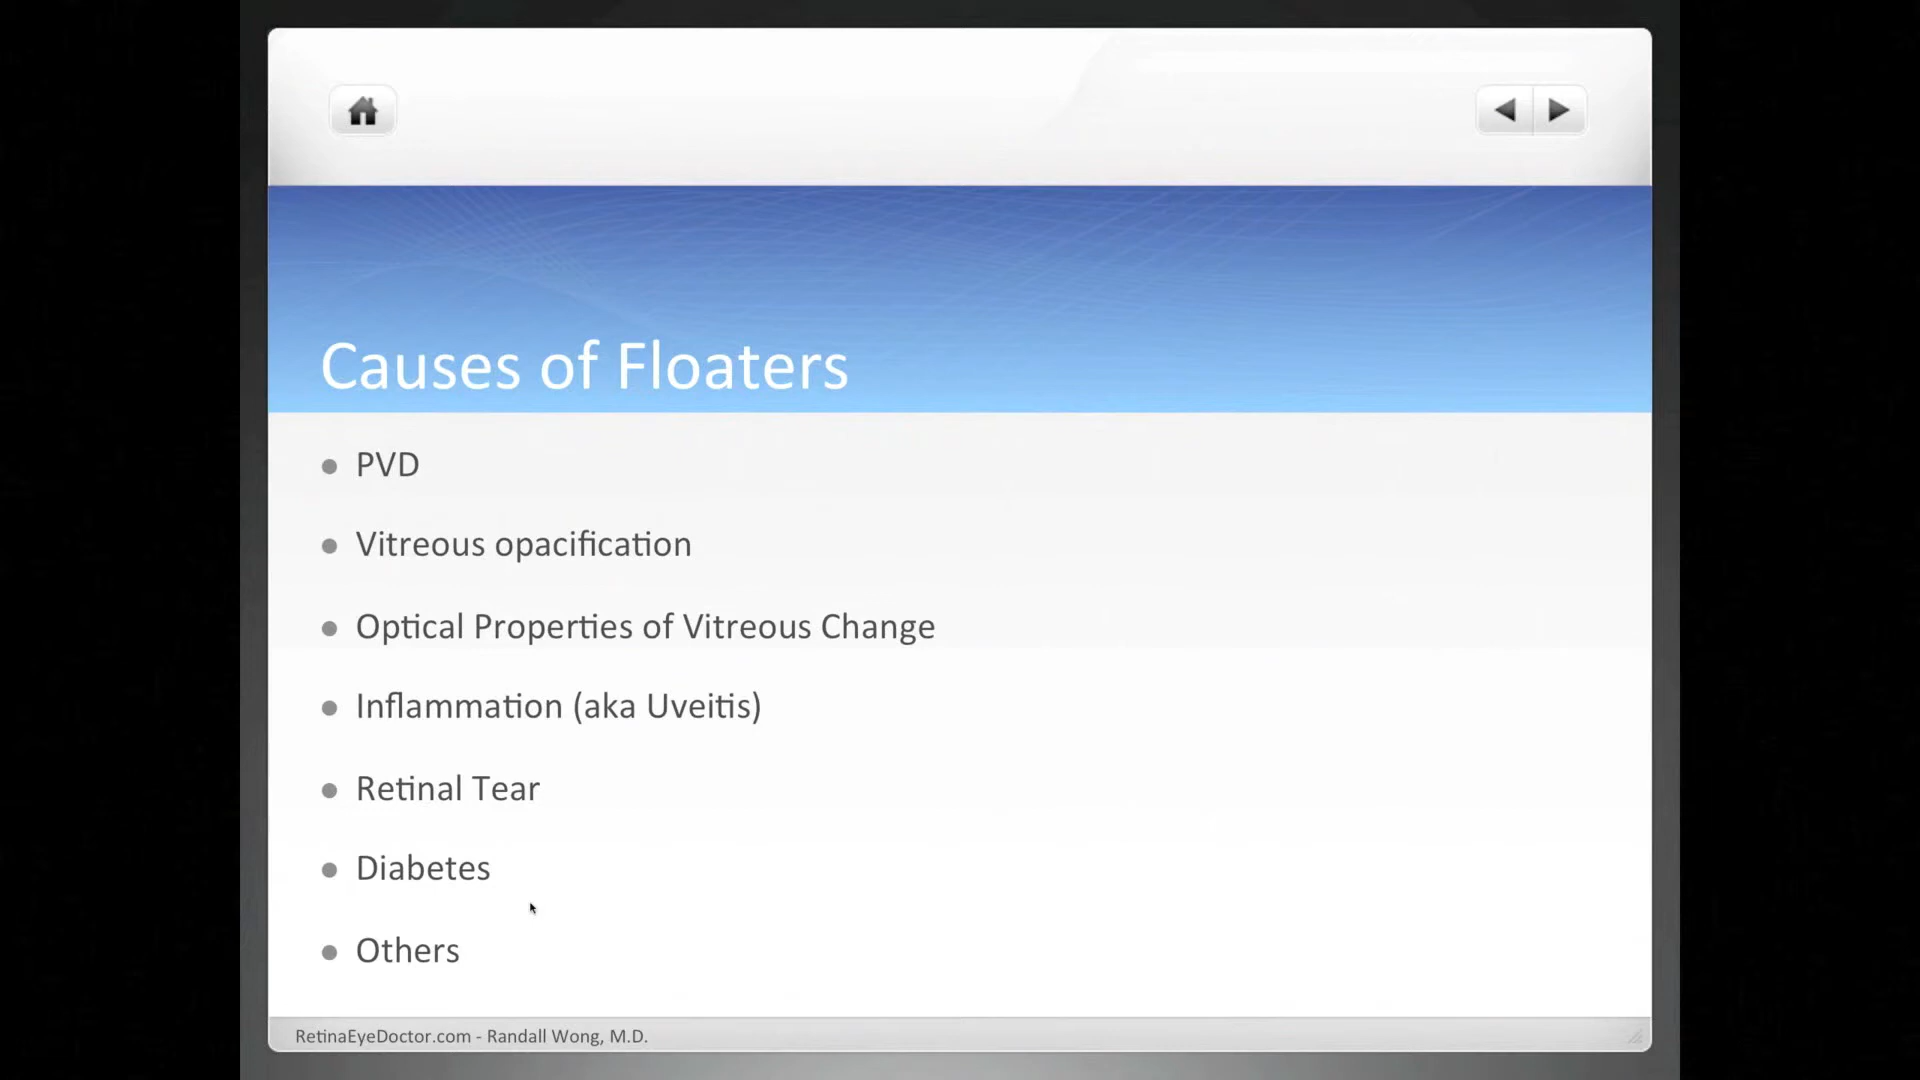 Causes of Floaters
PVD
Vitreous opacification
Optical Properties of Vitreous Change
Inflammation (aka Uveitis)
Retinal Tear
Diabetes
Others
RetinaEyeDoctor.com - Randall Wong, M.D.